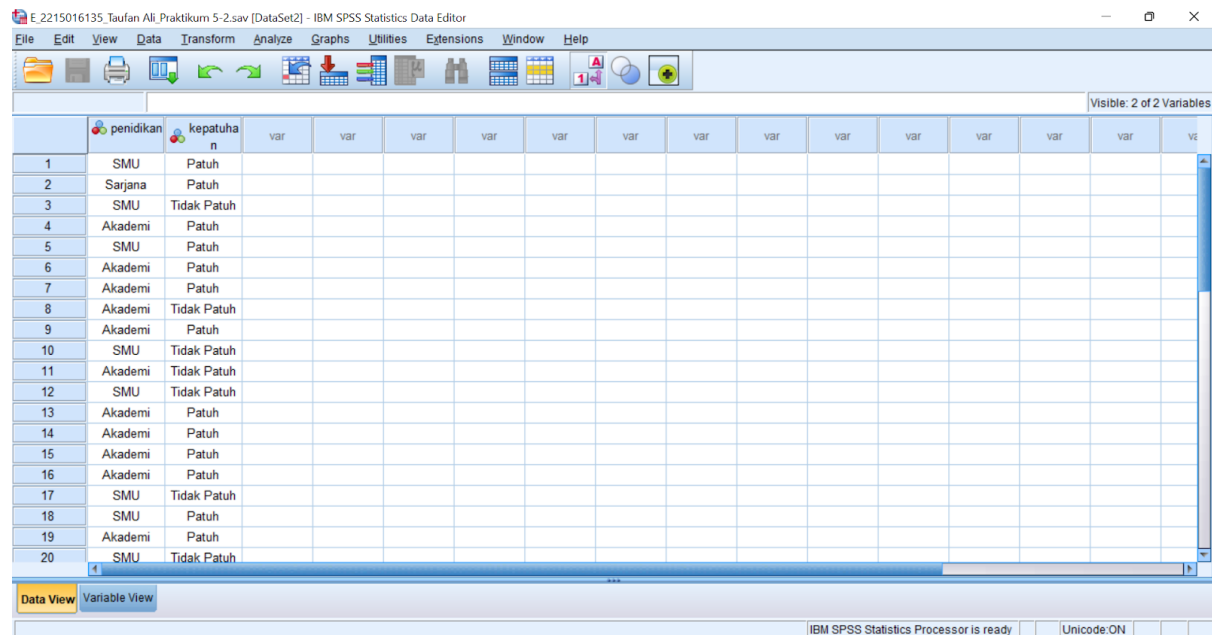 E_2215016135_Taufan Ali_Praktikum 5-2.sav [DataSet2] - IBM SPSS Statistics Data Editor
File Edit View Data Transform Analyze Graphs Utilities Extensions Window Help
Visible: 2 of 2 Variables
penidikan kepatuha n var var var var var var var var var var var var var va
1 SMU Patuh
2 Sarjana Patuh
3 SMU Tidak Patuh
4 Akademi Patuh
5 SMU Patuh
6 Akademi Patuh
7 Akademi Patuh
8 Akademi Tidak Patuh
9 Akademi Patuh
10 SMU Tidak Patuh
11 Akademi Tidak Patuh
12 SMU Tidak Patuh
13 Akademi Patuh
14 Akademi Patuh
15 Akademi Patuh
16 Akademi Patuh
17 SMU Tidak Patuh
18 SMU Patuh
19 Akademi Patuh
20 SMU Tidak Patuh
Data View Variable View
IBM SPSS Statistics Processor is ready Unicode:ON